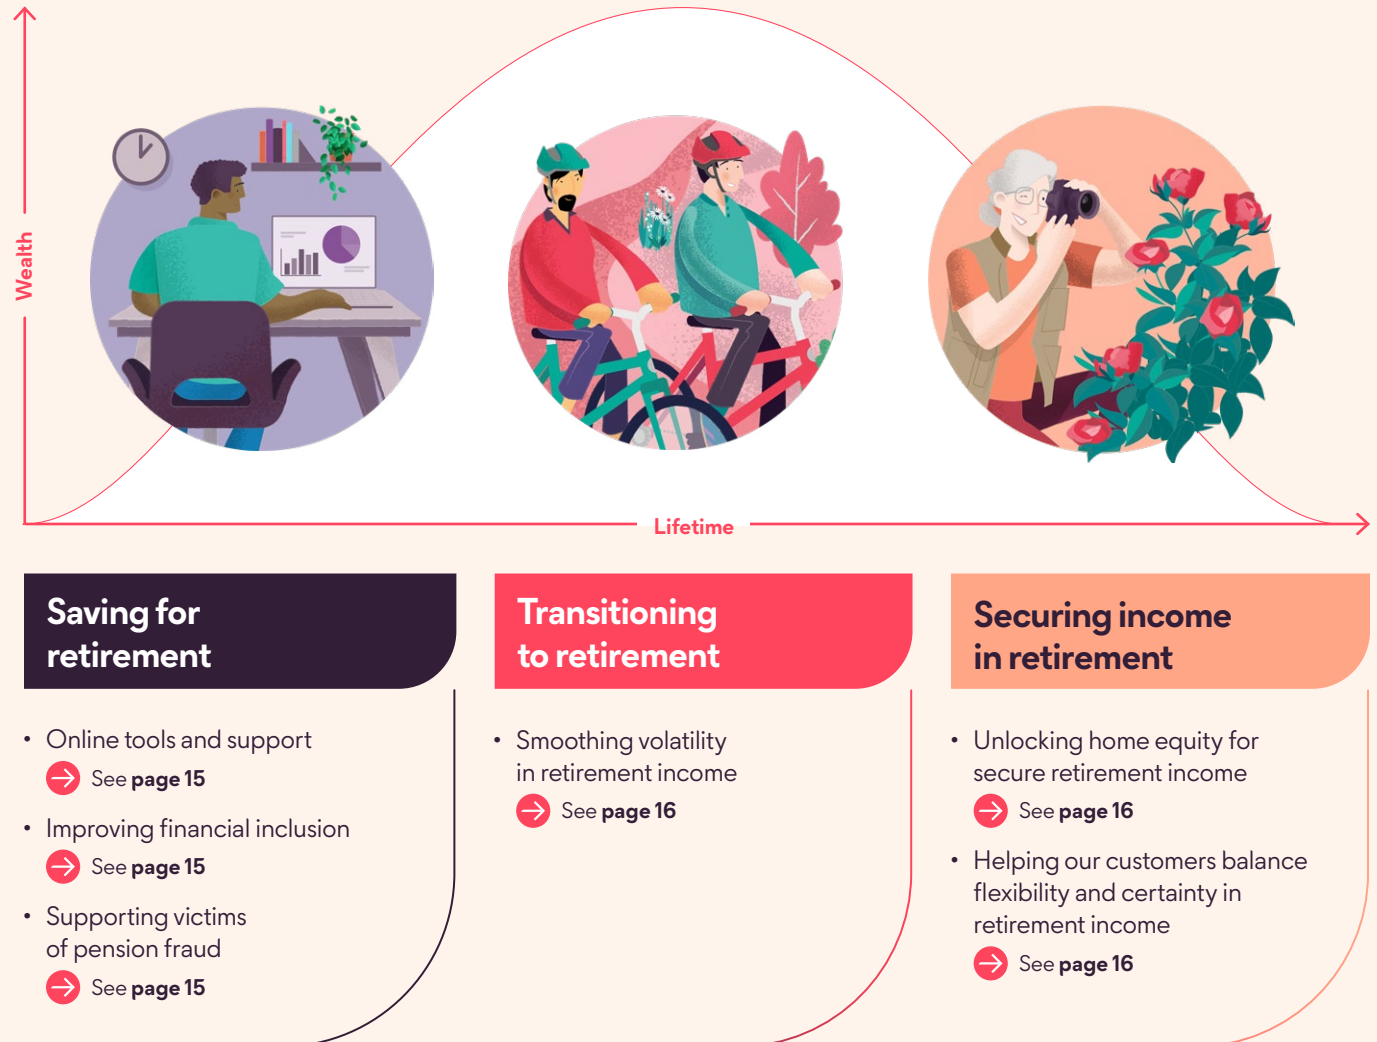 Wealth
Lifetime
Saving for
retirement
• Online tools and support
See page 15
• Improving financial inclusion
See page 15
• Supporting victims
of pension fraud
See page 15
Transitioning
to retirement
• Smoothing volatility
in retirement income
See page 16
Securing income
in retirement
• Unlocking home equity for
secure retirement income
See page 16
• Helping our customers balance
flexibility and certainty in
retirement income
See page 16